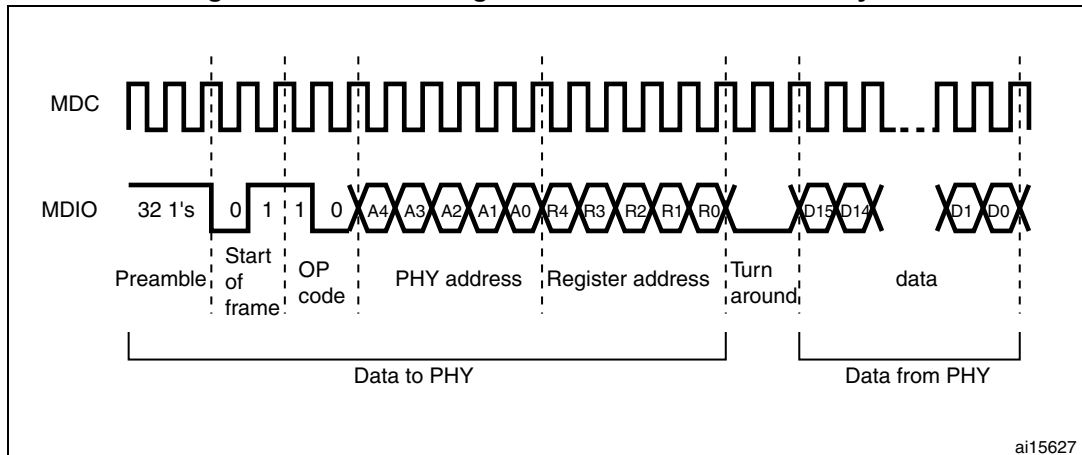 MDC
MDIO
32 1's 0 1 1 0 A4 A3 A2 A1 A0 R4 R3 R2 R1 R0 D15 D14 D1 D0
Preamble
Start
of
frame
OP
code
PHY address
Register address
Turn
around
data
Data to PHY
Data from PHY
ai15627